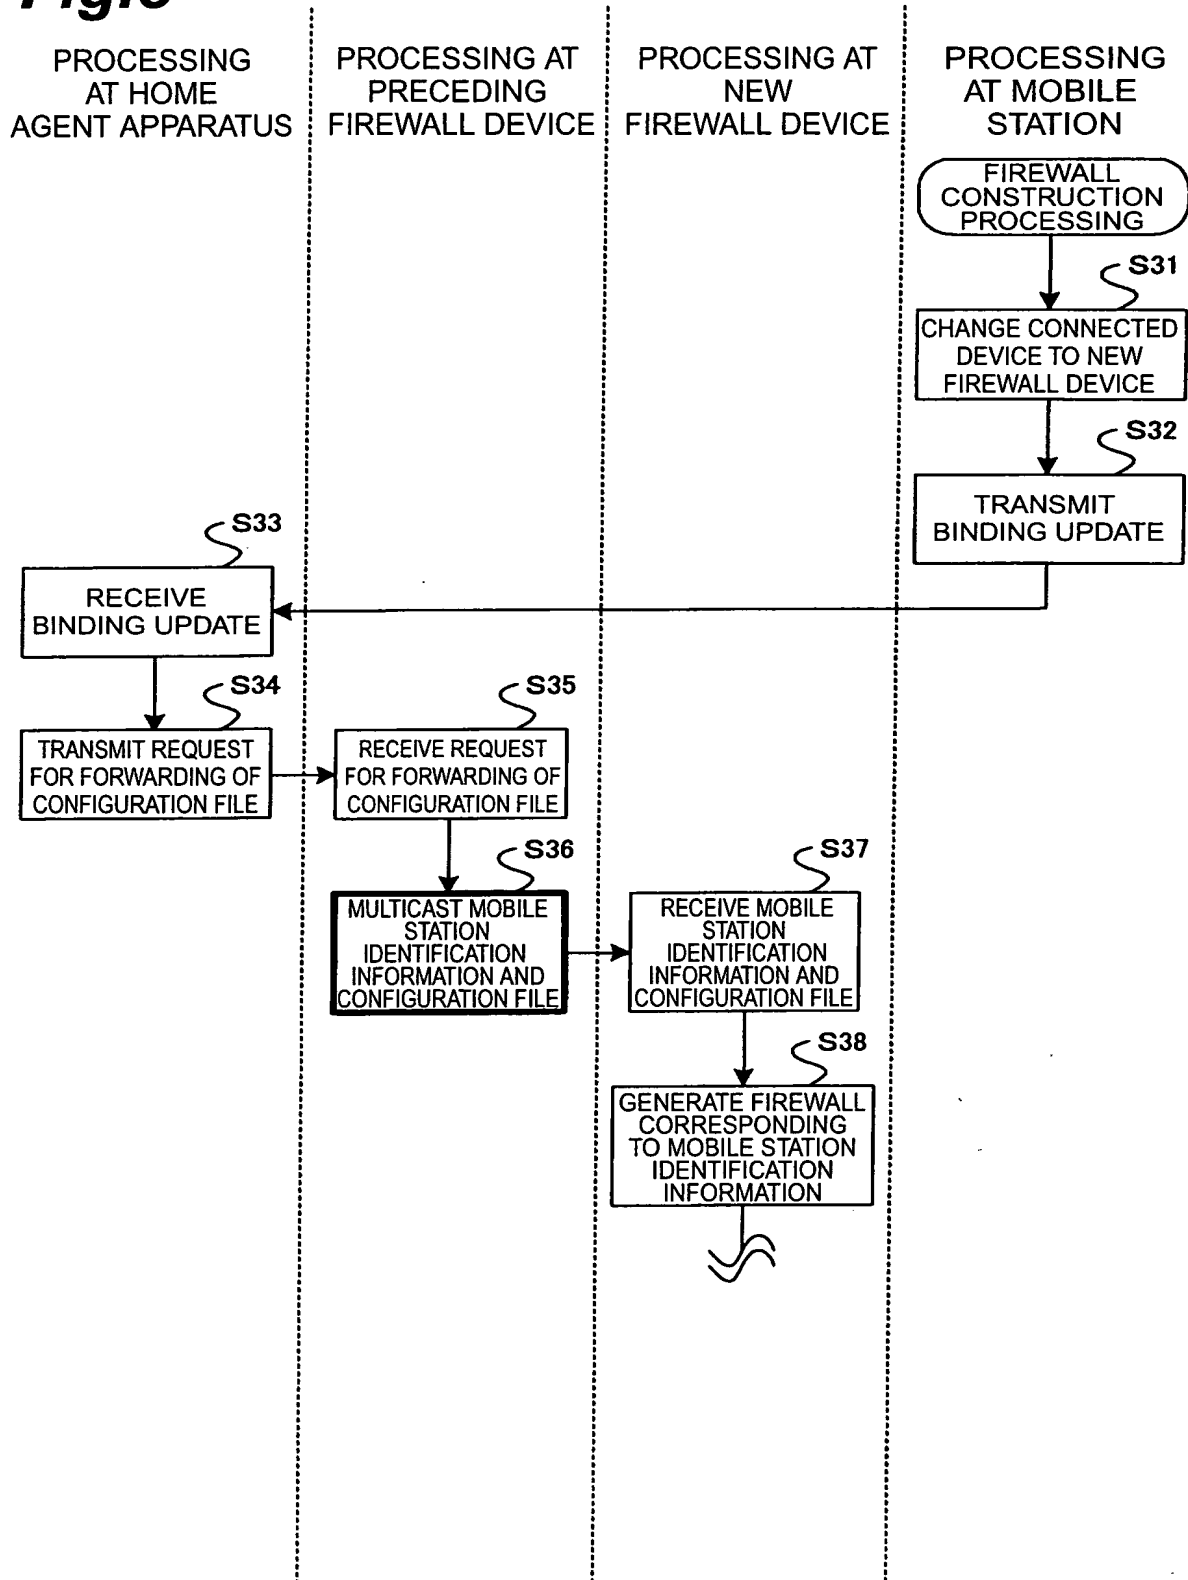 PROCESSING
AT HOME
AGENT APPARATUS
PROCESSING AT
PRECEDING
FIREWALL DEVICE
PROCESSING AT
NEW
FIREWALL DEVICE
PROCESSING
AT MOBILE
STATION
FIREWALL
CONSTRUCTION
PROCESSING
S31
CHANGE CONNECTED
DEVICE TO NEW
FIREWALL DEVICE
S32
TRANSMIT
BINDING UPDATE
S33
RECEIVE
BINDING UPDATE
S34
TRANSMIT REQUEST
FOR FORWARDING OF
CONFIGURATION FILE
S35
RECEIVE REQUEST
FOR FORWARDING OF
CONFIGURATION FILE
S36
MULTICAST MOBILE
STATION
IDENTIFICATION
INFORMATION AND
CONFIGURATION FILE
S37
RECEIVE MOBILE
STATION
IDENTIFICATION
INFORMATION AND
CONFIGURATION FILE
S38
GENERATE FIREWALL
CORRESPONDING
TO MOBILE STATION
IDENTIFICATION
INFORMATION